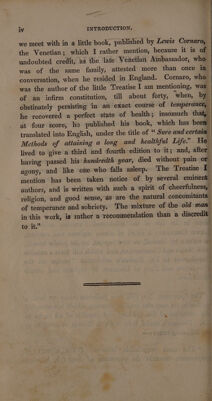 iv INTRODUCTION.
we meet with in a little book, published by Lewis Cornaro,
the Venetian; which I rather mention, because it is of
undoubted credit, as the late Venetian Ambassador, who
was of the same family, attested more than once in
conversation, when he resided in England. Cornaro, who
was the author of the little Treatise I am mentioning, was
of an infirm constitution, till about forty, when, by
obstinately persisting in an exact course of temperance,
he recovered a perfect state of health; insomuch that,
at four score, he published his book, which has been
translated into English, under the title of “ Sure and certain
Methods of attaining a long and healthful Life.” He
lived to give a third and fourth edition to it; and, after
having passed his hundredth year, died without pain or
agony, and like one who falls asleep. The Treatise I
mention has been taken notice of by several eminent
authors, and is written with such a spirit of cheerfulness,
religion, and good sense, as are the natural concomitants
of temperance and sobriety. The mixture of the old man
in this work, is rather a recommendation than a discredit
to it.”